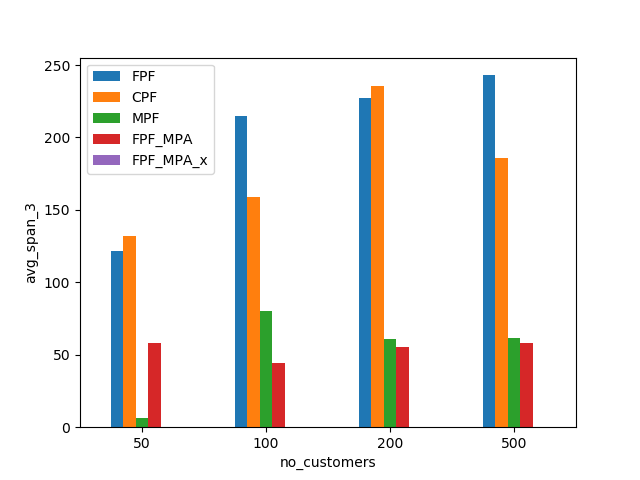 250
200
150
100
50
0
avg_span_3
FPF
CPF
MPF
FPF_MPA
FPF_MPA_x
50 100 200 500
no_customers